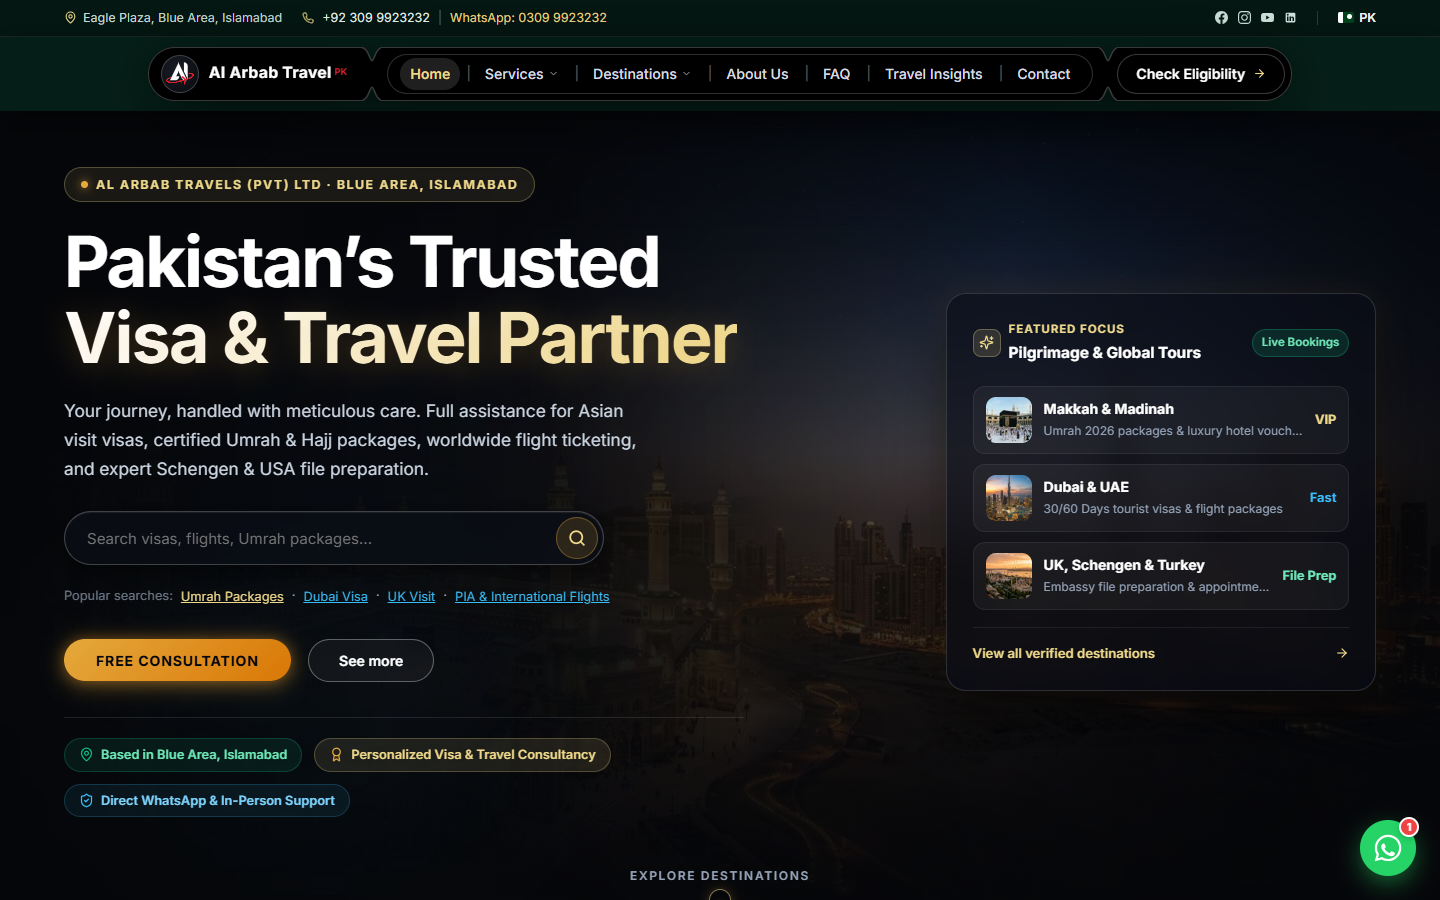 Eagle Plaza, Blue Area, Islamabad
+92 309 9923232
WhatsApp: 0309 9923232
PK
Al Arbab Travel PK
Home
Services
Destinations
About Us
FAQ
Travel Insights
Contact
Check Eligibility
AL ARBAB TRAVELS (PVT) LTD · BLUE AREA, ISLAMABAD
Pakistan’s Trusted
Visa & Travel Partner
Your journey, handled with meticulous care. Full assistance for Asian
visit visas, certified Umrah & Hajj packages, worldwide flight ticketing,
and expert Schengen & USA file preparation.
Search visas, flights, Umrah packages...
Popular searches: Umrah Packages · Dubai Visa · UK Visit · PIA & International Flights
FREE CONSULTATION
See more
Based in Blue Area, Islamabad
Personalized Visa & Travel Consultancy
Direct WhatsApp & In-Person Support
FEATURED FOCUS
Pilgrimage & Global Tours
Live Bookings
Makkah & Madinah
Umrah 2026 packages & luxury hotel vouch...
VIP
Dubai & UAE
30/60 Days tourist visas & flight packages
Fast
UK, Schengen & Turkey
Embassy file preparation & appointme...
File Prep
View all verified destinations
1
EXPLORE DESTINATIONS